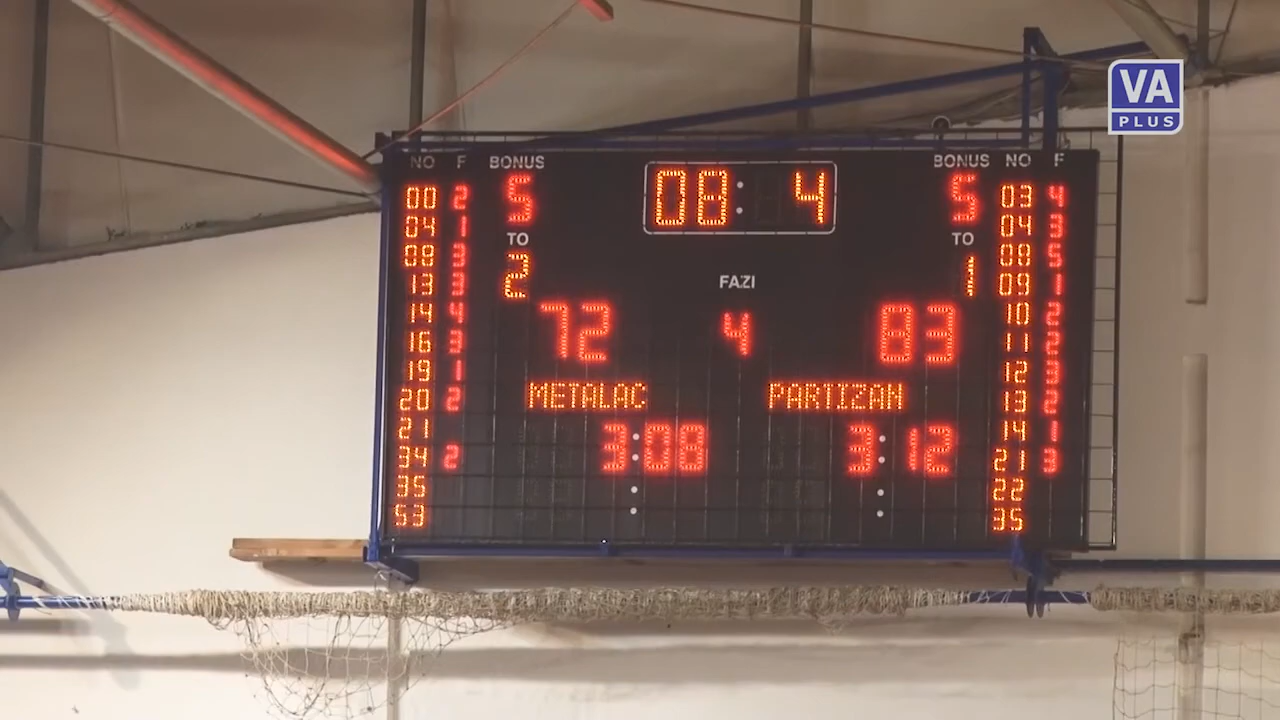 VA
PLUS
NO F BONUS 08: 4 BONUS NO F
00 2 5 5 03 4
04 1 TO TO 04 3
08 3 2 1 08 5
13 3 FAZI 09 1
14 4 72 4 83 10 2
16 3 11 2
19 1 12 3
20 2 METALAC PARTIZAN 13 2
21 3:08 3:12 14 1
34 2 21 3
35 : : 22
53 35